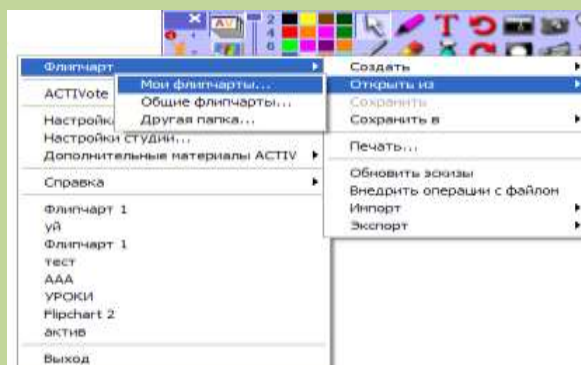 2
4
6
Флипчарт
ACTIVote
Настройки студии...
Дополнительные материалы ACTIV
Справка
Флипчарт 1
уй
Флипчарт 1
тест
AAA
УРОКИ
Flipchart 2
актив
Выход
Мои флипчарты...
Общие флипчарты...
Другая папка...
Создать
Открыть из
Сохранить
Сохранить в
Печать...
Обновить эскизы
Внедрить операции с файлом
Импорт
Экспорт